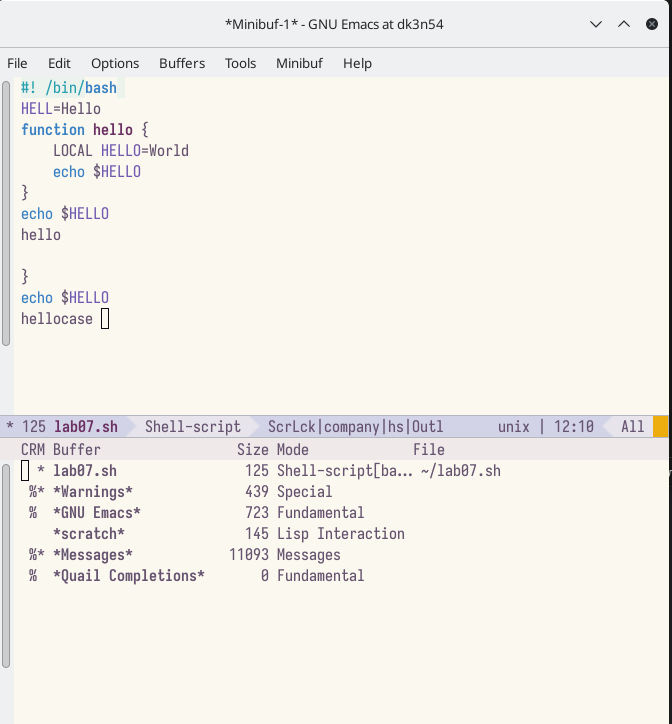 *Minibuf-1* - GNU Emacs at dk3n54
File Edit Options Buffers Tools Minibuf Help
#! /bin/bash
HELL=Hello
function hello {
    LOCAL HELLO=World
    echo $HELLO
}
echo $HELLO
hello
}
echo $HELLO
hellocase
* 125 lab07.sh Shell-script ScrLck|company|hs|Outl unix | 12:10 All
CRM Buffer Size Mode File
* lab07.sh 125 Shell-script[ba... ~/lab07.sh
%* *Warnings* 439 Special
% *GNU Emacs* 723 Fundamental
*scratch* 145 Lisp Interaction
%* *Messages* 11093 Messages
% *Quail Completions* 0 Fundamental